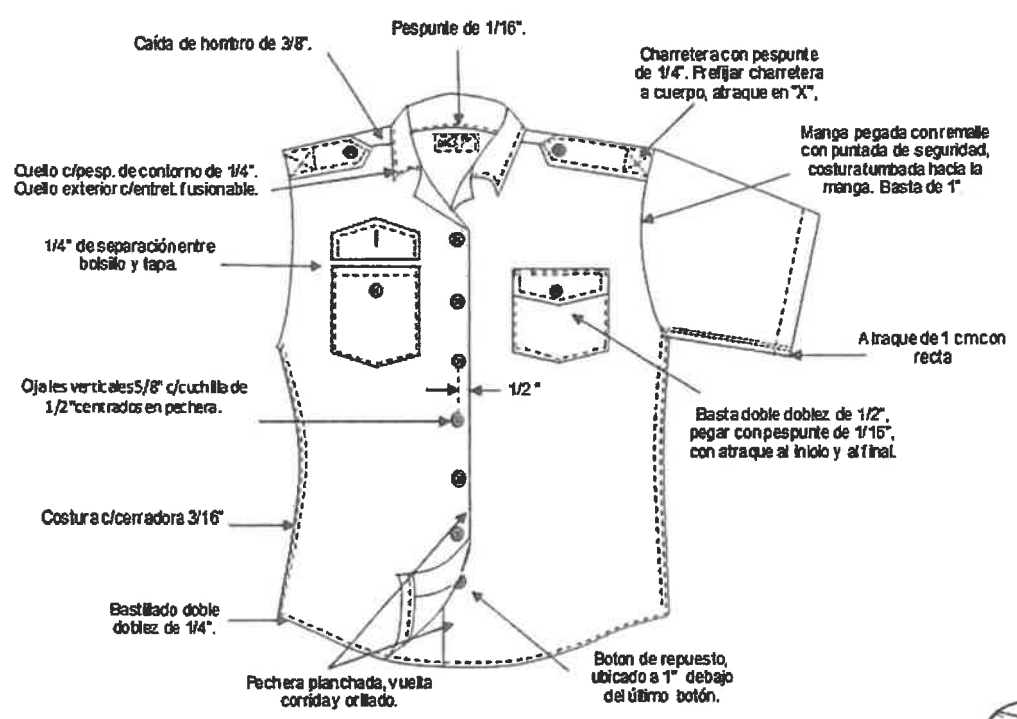 Caída de hombro de 3/8".
Pespunte de 1/16".
Charretera con pespunte
de 1/4". Prefijar charretera
a cuerpo, atraque en "X",
Manga pegada con remalle
con puntada de seguridad,
costura tumbada hacia la
manga. Basta de 1".
Cuello c/pesp. de contorno de 1/4".
Cuello exterior c/entret. fusionable.
1/4" de separación entre
bolsillo y tapa.
Atraque de 1 cm con
recta
Ojales verticales 5/8" c/cuchilla de
1/2" centrados en pechera.
1/2"
Basta doble doblez de 1/2",
pegar con pespunte de 1/16",
con atraque al inicio y al final.
Costura c/cerradora 3/16"
Bastillado doble
doblez de 1/4".
Pechera planchada, vuelta
corrida y orillado.
Boton de repuesto,
ubicado a 1" debajo
del último botón.